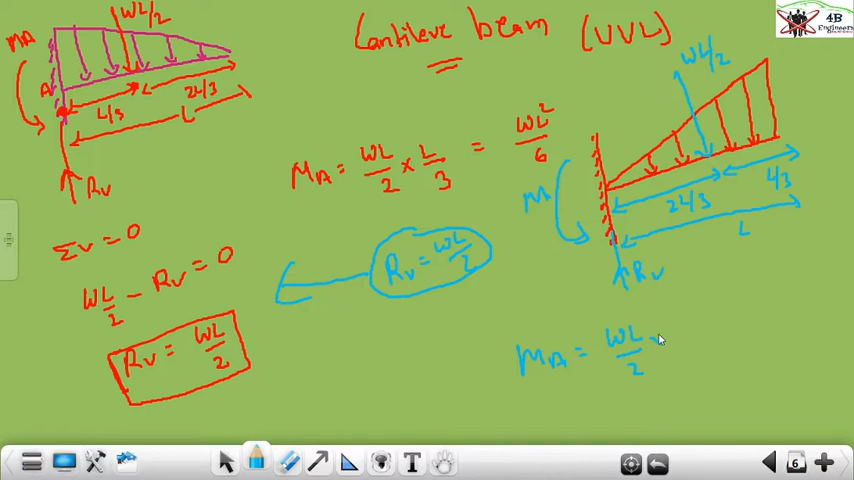 Cantileve beam (UVL)
4B
Engineers
MA
WL/2
A
L/3
2L/3
L
RV
MA = WL/2 × L/3 = WL²/6
ΣV = 0
WL/2 - RV = 0
RV = WL/2
RV = WL/2
WL/2
M
2L/3
L/3
L
RV
MA = WL/2
6